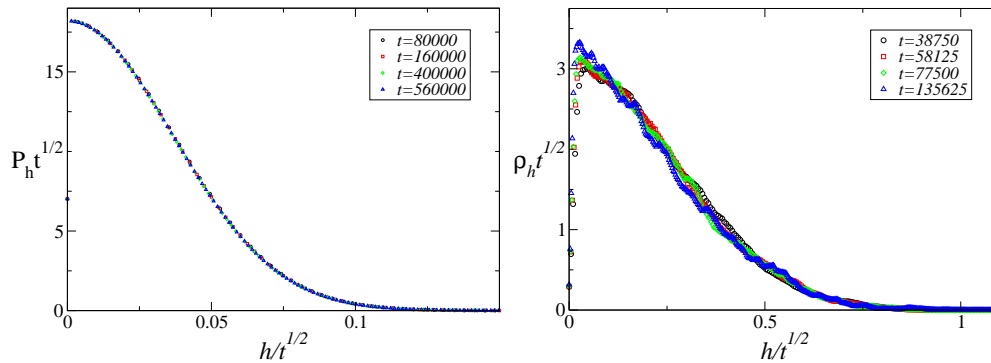 15
5
0
0
0.05
0.1
P_h t^{1/2}
h/t^{1/2}
t=80000
t=160000
t=400000
t=560000
3
2
1
0
0
0.5
1
ρ_h t^{1/2}
h/t^{1/2}
t=38750
t=58125
t=77500
t=135625